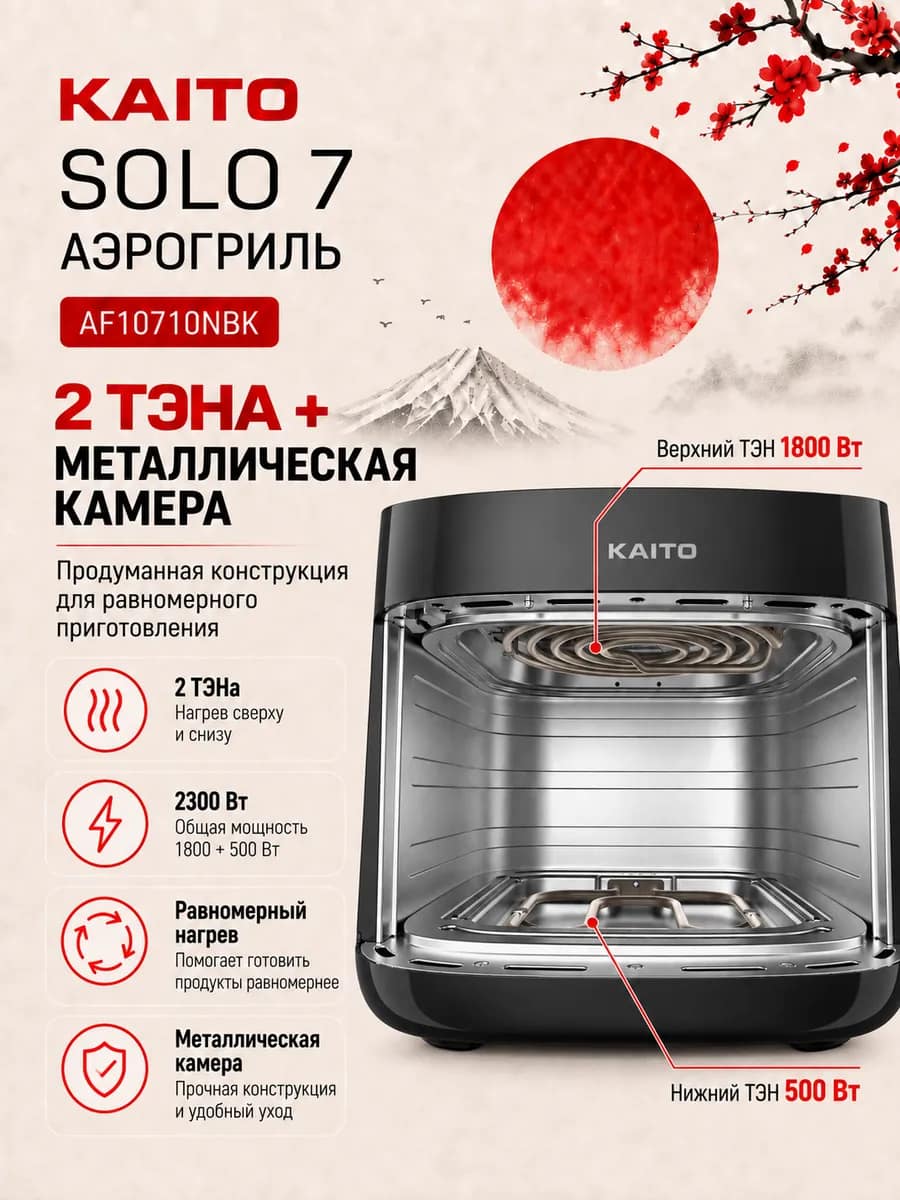 KAITO
SOLO 7
АЭРОГРИЛЬ
AF10710NBK
2 ТЭНА +
МЕТАЛЛИЧЕСКАЯ
КАМЕРА
Продуманная конструкция
для равномерного
приготовления
2 ТЭНа
Нагрев сверху
и снизу
2300 Вт
Общая мощность
1800 + 500 Вт
Равномерный
нагрев
Помогает готовить
продукты равномернее
Металлическая
камера
Прочная конструкция
и удобный уход
Верхний ТЭН 1800 Вт
KAITO
Нижний ТЭН 500 Вт